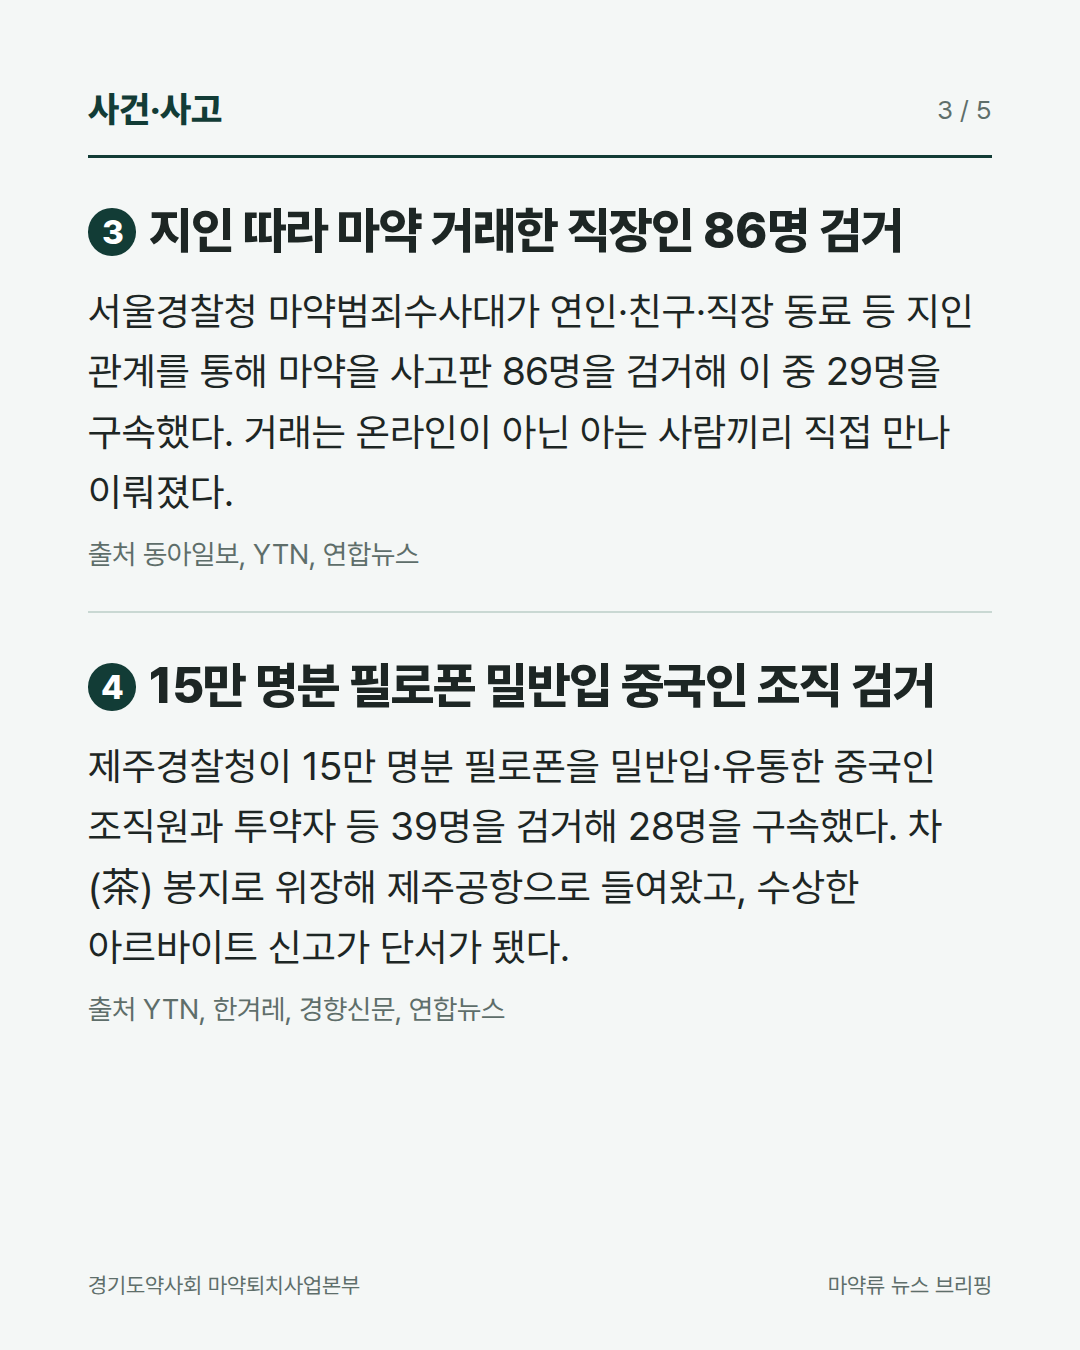 사건·사고
3 / 5
3 지인 따라 마약 거래한 직장인 86명 검거
서울경찰청 마약범죄수사대가 연인·친구·직장 동료 등 지인
관계를 통해 마약을 사고판 86명을 검거해 이 중 29명을
구속했다. 거래는 온라인이 아닌 아는 사람끼리 직접 만나
이뤄졌다.
출처 동아일보, YTN, 연합뉴스
4 15만 명분 필로폰 밀반입 중국인 조직 검거
제주경찰청이 15만 명분 필로폰을 밀반입·유통한 중국인
조직원과 투약자 등 39명을 검거해 28명을 구속했다. 차
(茶) 봉지로 위장해 제주공항으로 들여왔고, 수상한
아르바이트 신고가 단서가 됐다.
출처 YTN, 한겨레, 경향신문, 연합뉴스
경기도약사회 마약퇴치사업본부
마약류 뉴스 브리핑